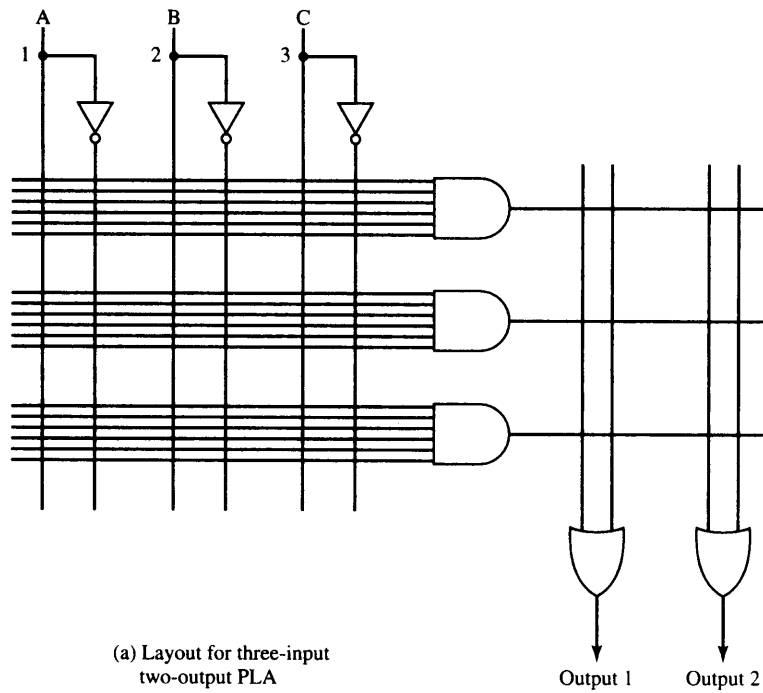 A B C
1 2 3
(a) Layout for three-input
two-output PLA
Output 1 Output 2